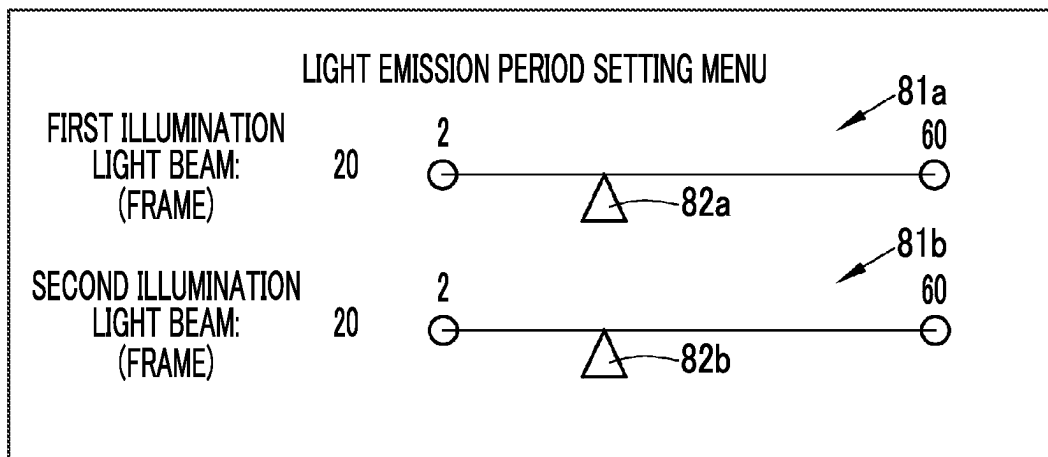 LIGHT EMISSION PERIOD SETTING MENU
81a
FIRST ILLUMINATION
LIGHT BEAM:
(FRAME)
20
2
60
82a
81b
SECOND ILLUMINATION
LIGHT BEAM:
(FRAME)
20
2
60
82b